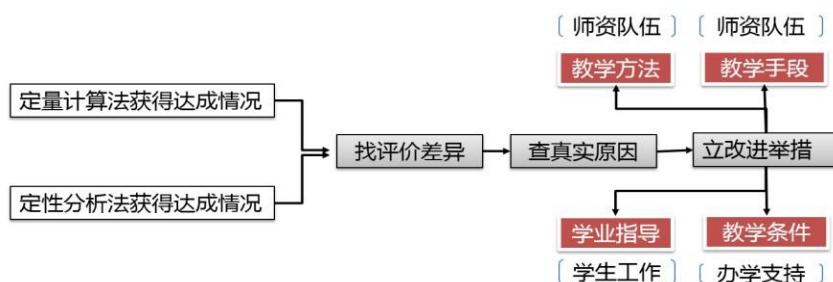 师资队伍 师资队伍
教学方法 教学手段
定量计算法获得达成情况
找评价差异 查真实原因 立改进举措
定性分析法获得达成情况
学业指导 教学条件
学生工作 办学支持